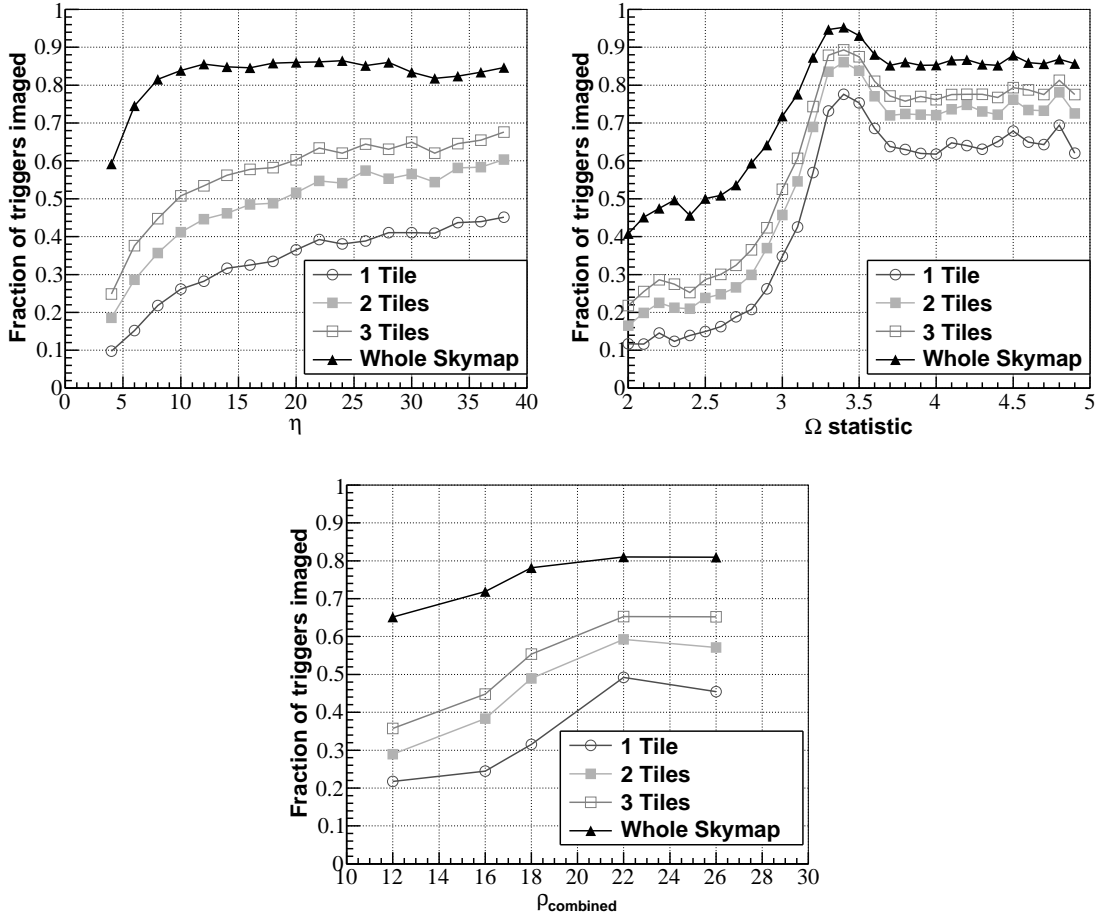 Fraction of triggers imaged
1
0.9
0.8
0.7
0.6
0.5
0.4
0.3
0.2
0.1
0
0 5 10 15 20 25 30 35 40
η
1 Tile
2 Tiles
3 Tiles
Whole Skymap
Fraction of triggers imaged
1
0.9
0.8
0.7
0.6
0.5
0.4
0.3
0.2
0.1
0
2 2.5 3 3.5 4 4.5 5
Ω statistic
1 Tile
2 Tiles
3 Tiles
Whole Skymap
Fraction of triggers imaged
1
0.9
0.8
0.7
0.6
0.5
0.4
0.3
0.2
0.1
0
10 12 14 16 18 20 22 24 26 28 30
ρcombined
1 Tile
2 Tiles
3 Tiles
Whole Skymap